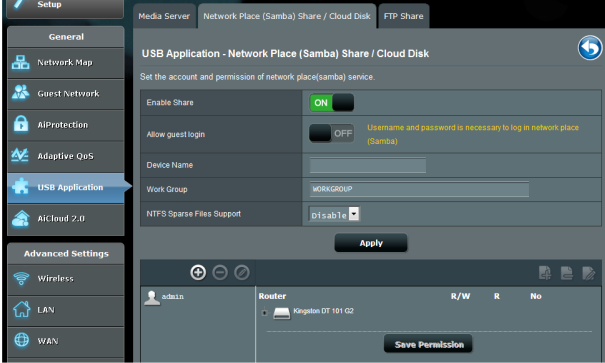 Setup
General
Network Map
Guest Network
AiProtection
Adaptive QoS
USB Application
AiCloud 2.0
Advanced Settings
Wireless
LAN
WAN
Media Server
Network Place (Samba) Share / Cloud Disk
FTP Share
USB Application - Network Place (Samba) Share / Cloud Disk
Set the account and permission of network place(samba) service.
Enable Share
ON
Allow guest login
OFF
Username and password is necessary to log in network place
(Samba)
Device Name
Work Group
WORKGROUP
NTFS Sparse Files Support
Disable
Apply
admin
Router
R/W
R
No
Kingston DT 101 G2
Save Permission